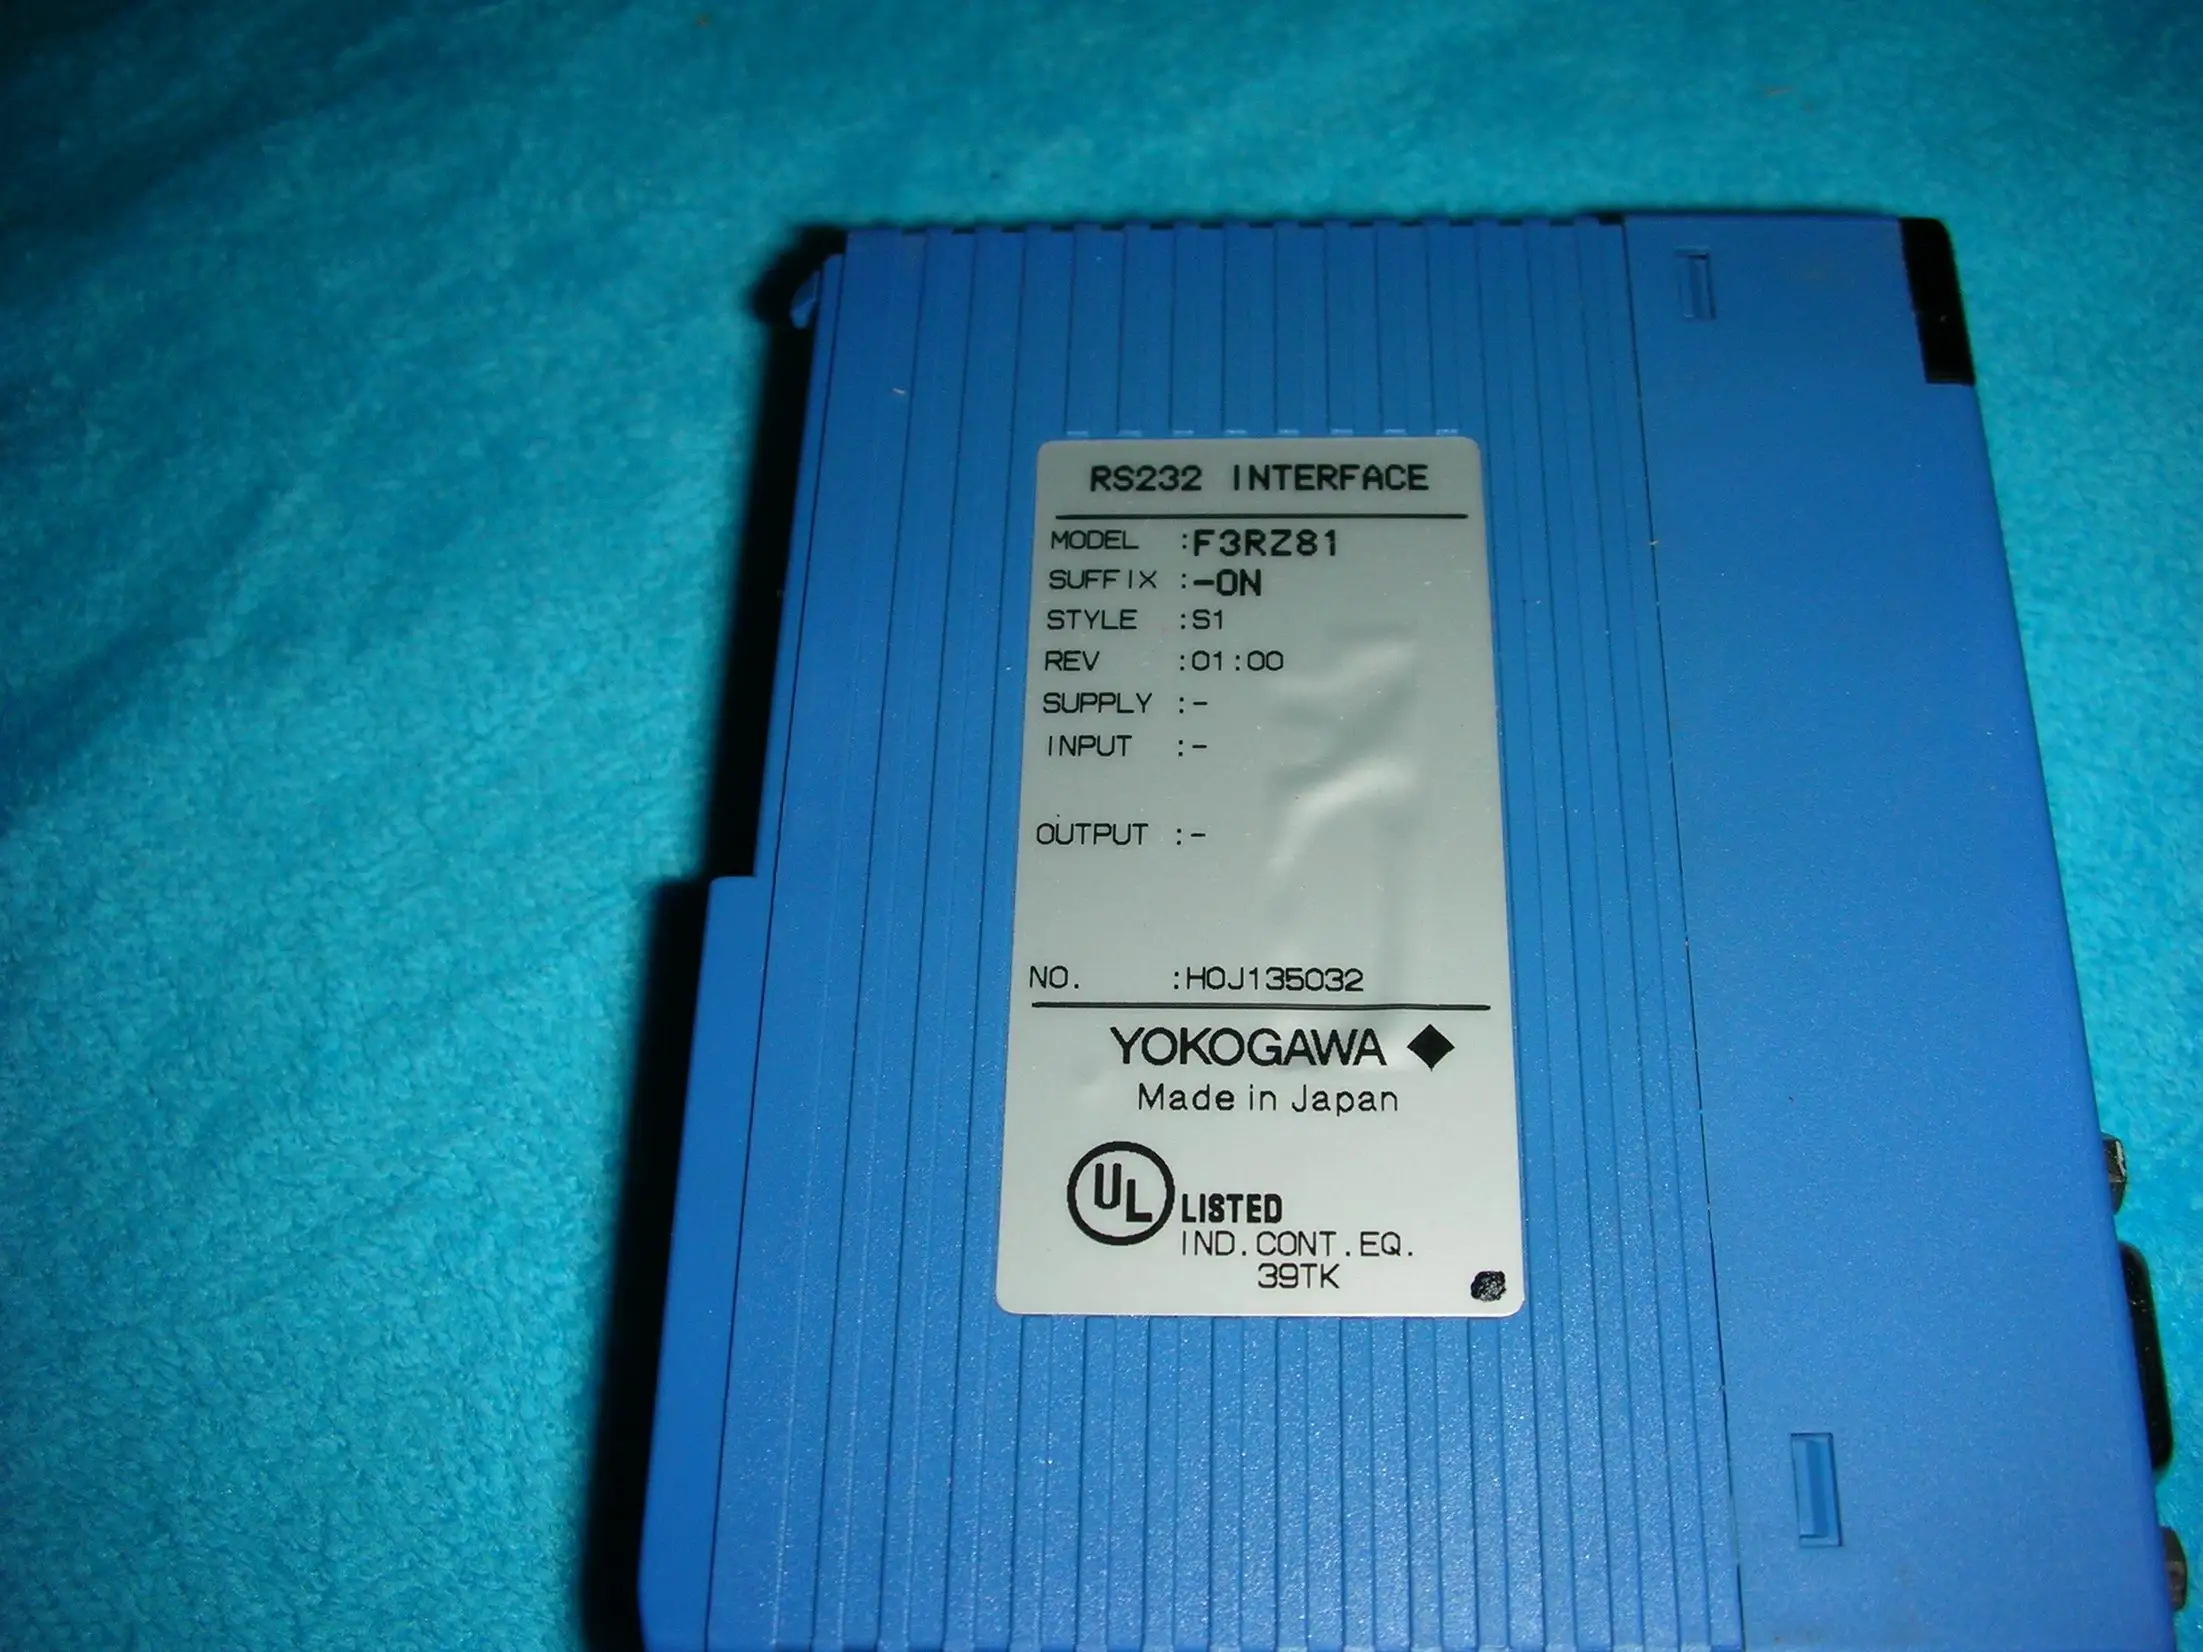 RS232 INTERFACE
MODEL :F3RZ81
SUFFIX :-0N
STYLE :S1
REV :01:00
SUPPLY :-
INPUT :-
OUTPUT :-
NO. :H0J135032
YOKOGAWA
Made in Japan
UL LISTED
IND.CONT.EQ.
39TK